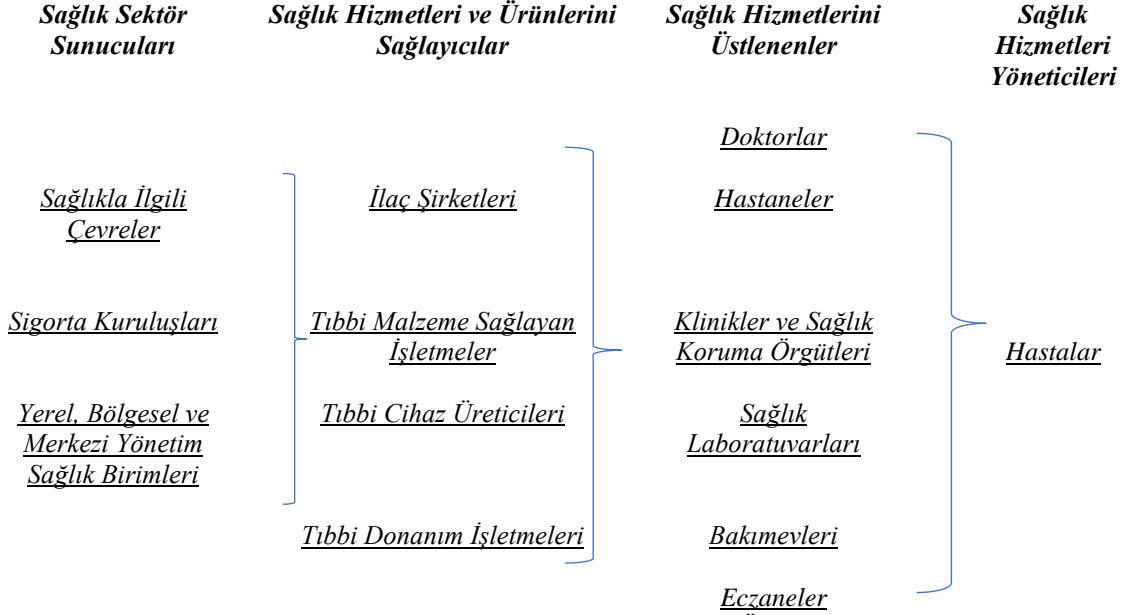 Sağlık Sektör
Sunucuları
Sağlık Hizmetleri ve Ürünlerini
Sağlayıcılar
Sağlık Hizmetlerini
Üstlenenler
Sağlık
Hizmetleri
Yöneticileri
Sağlıkla İlgili
Çevreler
Sigorta Kuruluşları
Yerel, Bölgesel ve
Merkezi Yönetim
Sağlık Birimleri
İlaç Şirketleri
Tıbbi Malzeme Sağlayan
İşletmeler
Tıbbi Cihaz Üreticileri
Tıbbi Donanım İşletmeleri
Doktorlar
Hastaneler
Klinikler ve Sağlık
Koruma Örgütleri
Sağlık
Laboratuvarları
Bakımevleri
Eczaneler
Hastalar